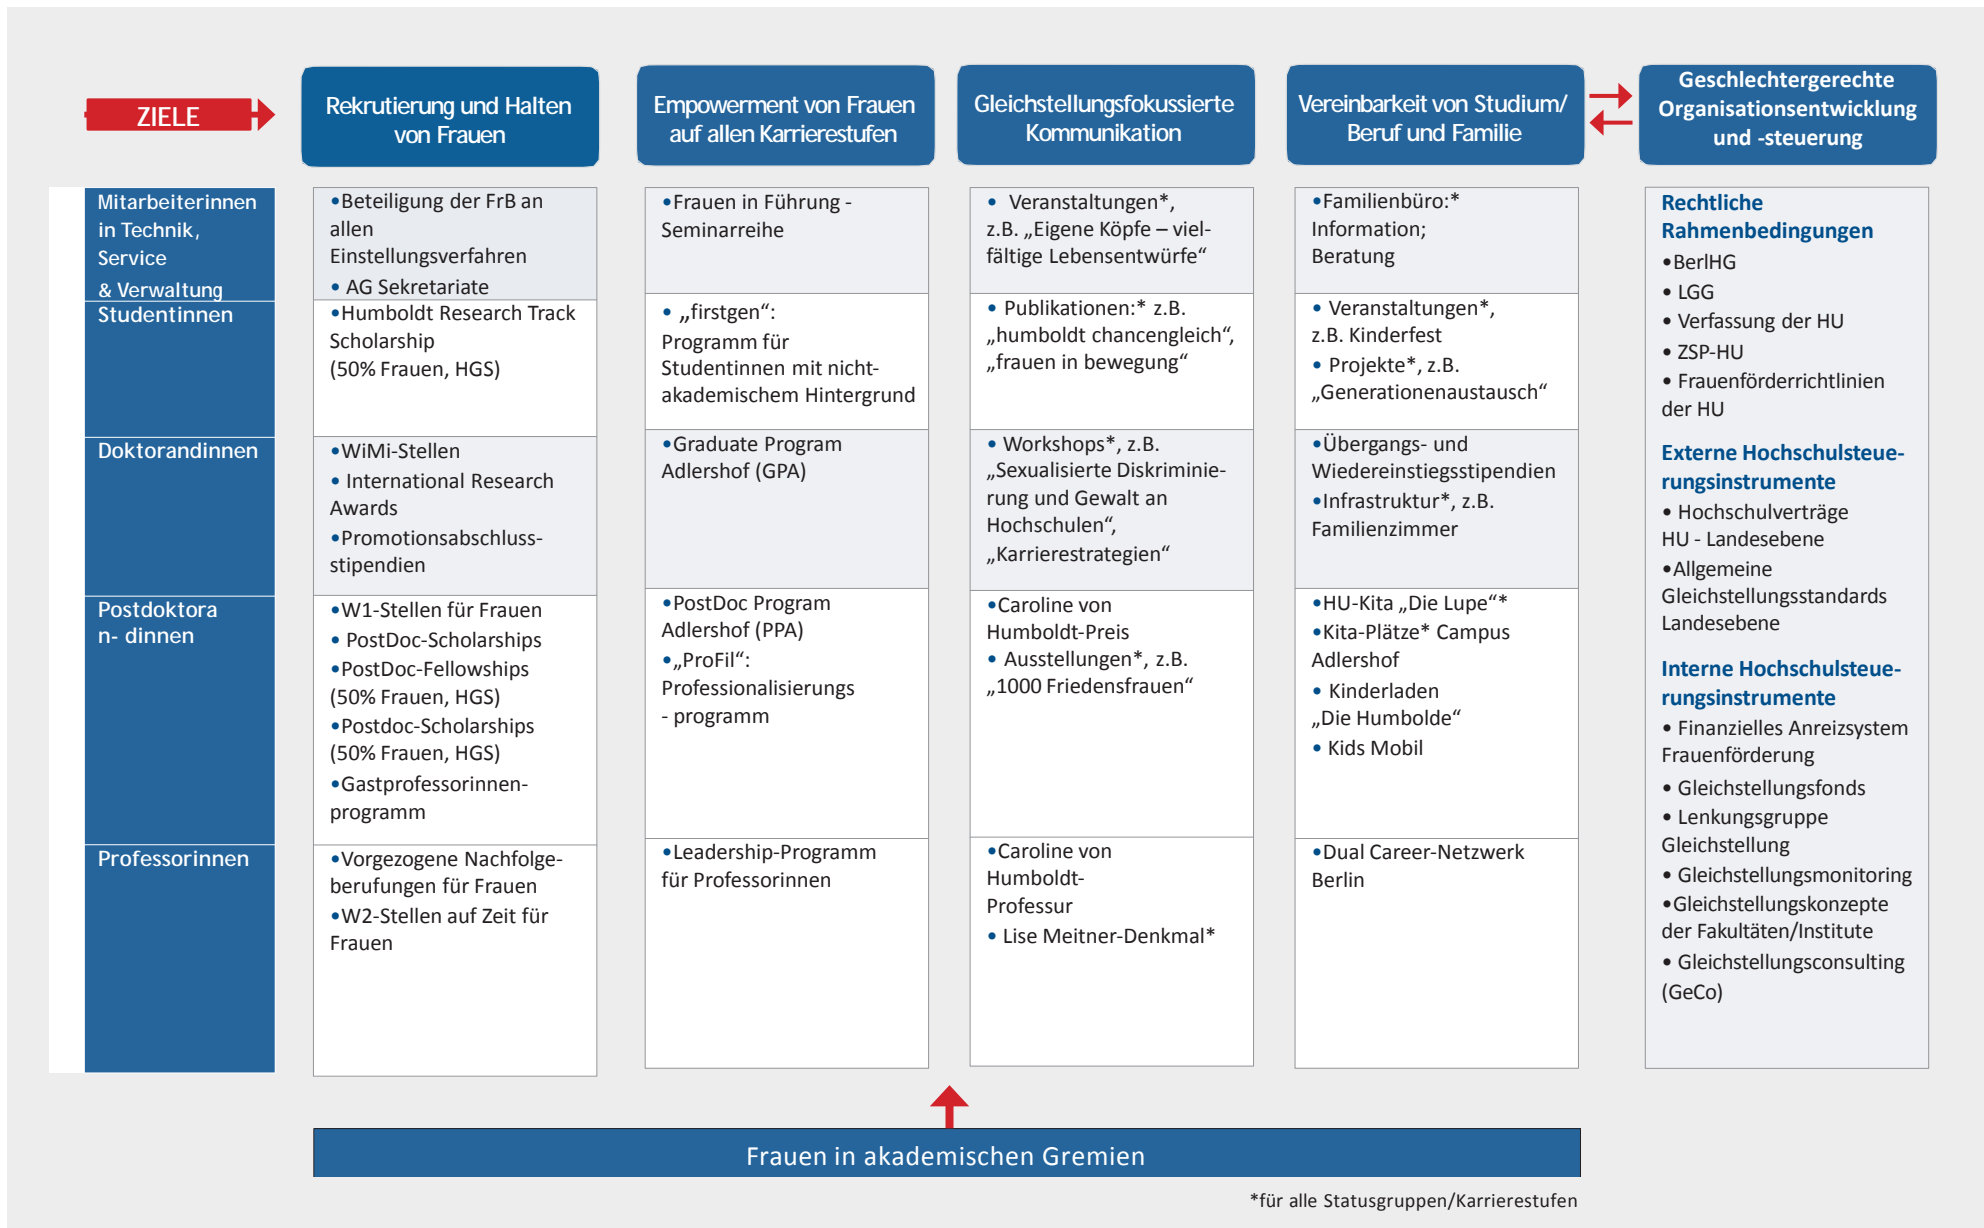 ZIELE
Rekrutierung und Halten
von Frauen
Empowerment von Frauen
auf allen Karrierestufen
Gleichstellungsfokussierte
Kommunikation
Vereinbarkeit von Studium/
Beruf und Familie
Geschlechtergerechte
Organisationsentwicklung
und -steuerung
Mitarbeiterinnen
in Technik,
Service
& Verwaltung
•Beteiligung der FrB an
allen
Einstellungsverfahren
• AG Sekretariate
•Frauen in Führung -
Seminarreihe
• Veranstaltungen*,
z.B. „Eigene Köpfe – viel-
fältige Lebensentwürfe“
•Familienbüro:*
Information;
Beratung
Studentinnen
•Humboldt Research Track
Scholarship
(50% Frauen, HGS)
• „firstgen“:
Programm für
Studentinnen mit nicht-
akademischem Hintergrund
• Publikationen:* z.B.
„humboldt chancengleich“,
„frauen in bewegung“
• Veranstaltungen*,
z.B. Kinderfest
• Projekte*, z.B.
„Generationenaustausch“
Doktorandinnen
•WiMi-Stellen
• International Research
Awards
•Promotionsabschluss-
stipendien
•Graduate Program
Adlershof (GPA)
• Workshops*, z.B.
„Sexualisierte Diskriminie-
rung und Gewalt an
Hochschulen“,
„Karrierestrategien“
•Übergangs- und
Wiedereinstiegsstipendien
•Infrastruktur*, z.B.
Familienzimmer
Postdoktora
n- dinnen
•W1-Stellen für Frauen
• PostDoc-Scholarships
•PostDoc-Fellowships
(50% Frauen, HGS)
•Postdoc-Scholarships
(50% Frauen, HGS)
•Gastprofessorinnen-
programm
•PostDoc Program
Adlershof (PPA)
•„ProFil“:
Professionalisierungs
- programm
•Caroline von
Humboldt-Preis
• Ausstellungen*, z.B.
„1000 Friedensfrauen“
•HU-Kita „Die Lupe“*
•Kita-Plätze* Campus
Adlershof
• Kinderladen
„Die Humbolde“
• Kids Mobil
Professorinnen
•Vorgezogene Nachfolge-
berufungen für Frauen
•W2-Stellen auf Zeit für
Frauen
•Leadership-Programm
für Professorinnen
•Caroline von
Humboldt-
Professur
• Lise Meitner-Denkmal*
•Dual Career-Netzwerk
Berlin
Rechtliche
Rahmenbedingungen
•BerlHG
• LGG
• Verfassung der HU
• ZSP-HU
• Frauenförderrichtlinien
der HU
Externe Hochschulsteue-
rungsinstrumente
• Hochschulverträge
HU - Landesebene
•Allgemeine
Gleichstellungsstandards
Landesebene
Interne Hochschulsteue-
rungsinstrumente
• Finanzielles Anreizsystem
Frauenförderung
• Gleichstellungsfonds
• Lenkungsgruppe
Gleichstellung
• Gleichstellungsmonitoring
•Gleichstellungskonzepte
der Fakultäten/Institute
• Gleichstellungsconsulting
(GeCo)
Frauen in akademischen Gremien
*für alle Statusgruppen/Karrierestufen